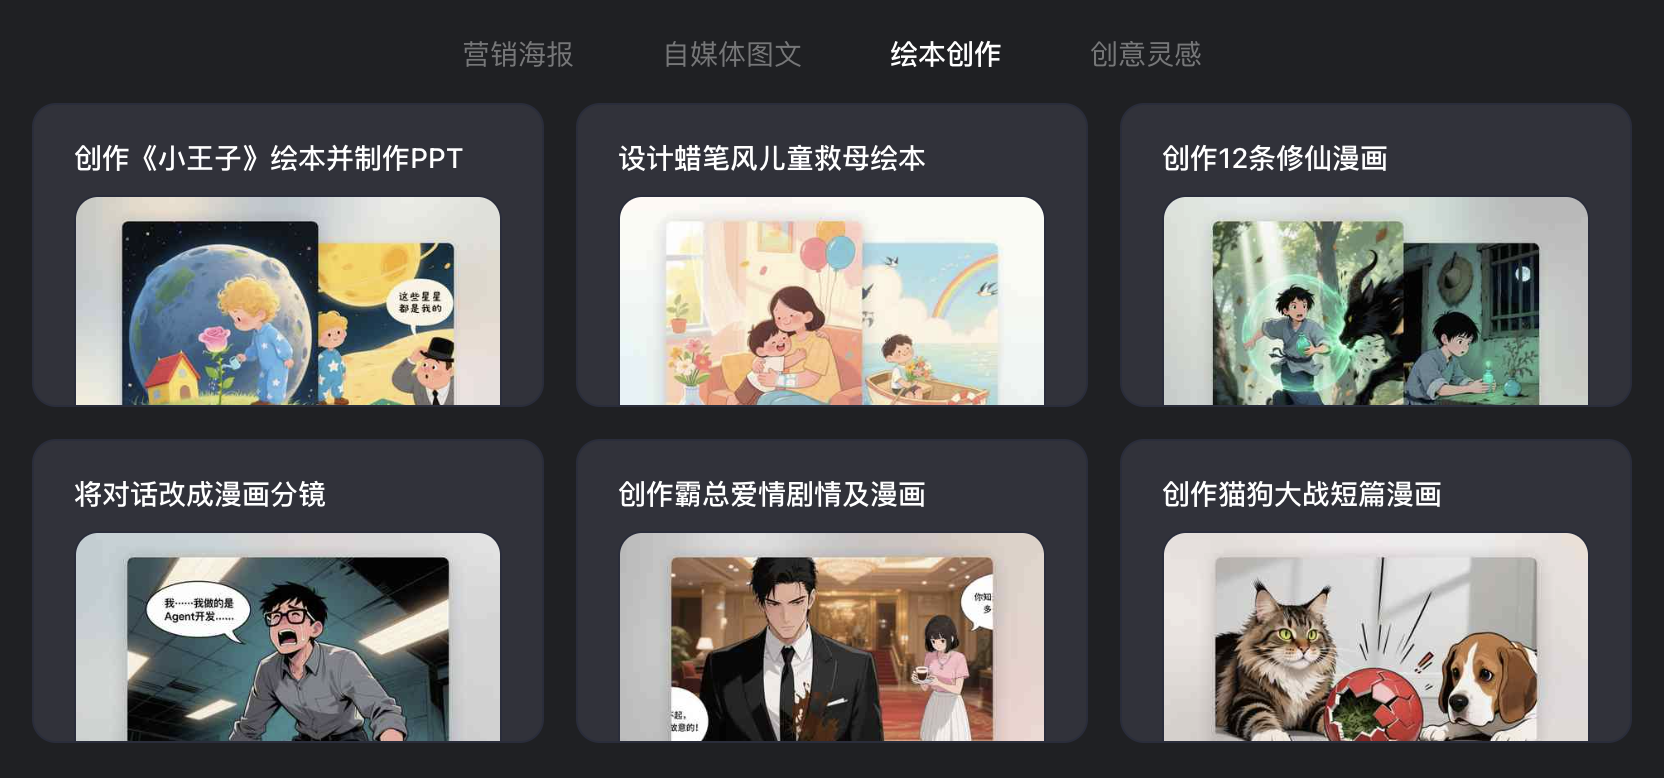 营销海报
自媒体图文
绘本创作
创意灵感
创作《小王子》绘本并制作PPT
设计蜡笔风儿童救母绘本
创作12条修仙漫画
这些星星
都是我的
将对话改成漫画分镜
创作霸总爱情剧情及漫画
创作猫狗大战短篇漫画
我……我做的是
Agent开发……
你知
多
起，
故意的！